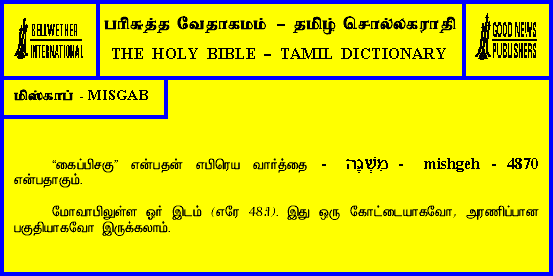 BELLWETHER
INTERNATIONAL
பரிசுத்த வேதாகமம் – தமிழ் சொல்லகராதி
THE HOLY BIBLE – TAMIL DICTIONARY
GOOD NEWS
PUBLISHERS
மிஸ்காப் - MISGAB
“கைப்பிசகு” என்பதன் எபிரெய வார்த்தை - מִשְׁגֶּה - mishgeh - 4870
என்பதாகும்.
மோவாபிலுள்ள ஓர் இடம் (எரே 48:1). இது ஒரு கோட்டையாகவோ, அரணிப்பான
பகுதியாகவோ இருக்கலாம்.